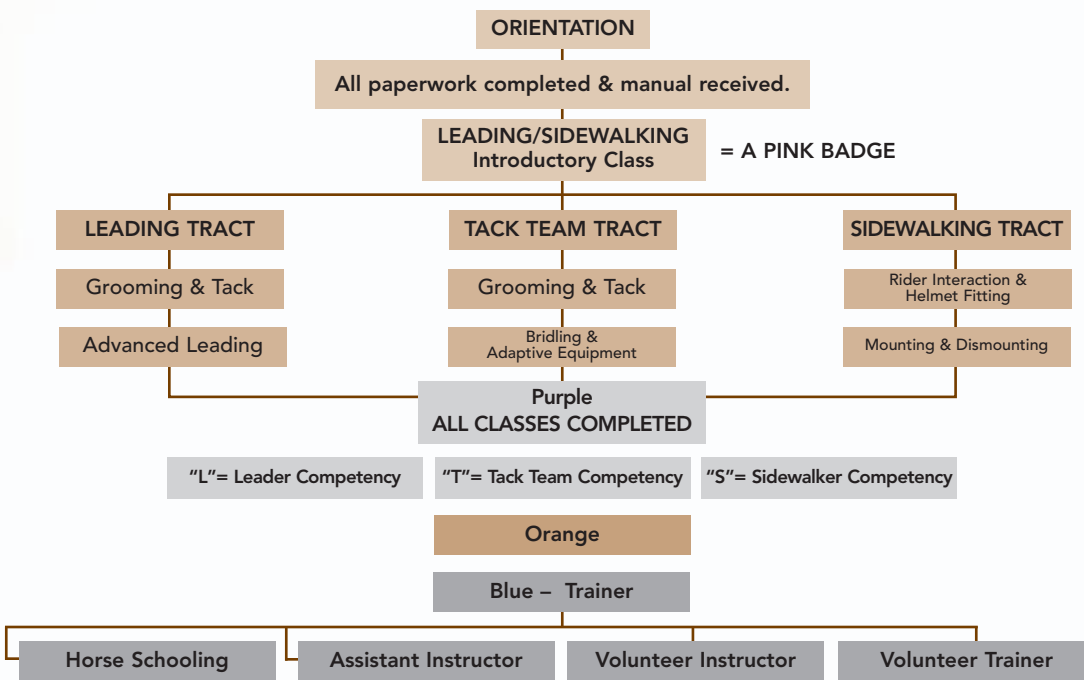 ORIENTATION
All paperwork completed & manual received.
LEADING/SIDEWALKING
Introductory Class
= A PINK BADGE
LEADING TRACT
TACK TEAM TRACT
SIDEWALKING TRACT
Grooming & Tack
Grooming & Tack
Rider Interaction &
Helmet Fitting
Advanced Leading
Bridling &
Adaptive Equipment
Mounting & Dismounting
Purple
ALL CLASSES COMPLETED
“L”= Leader Competency
“T”= Tack Team Competency
“S”= Sidewalker Competency
Orange
Blue – Trainer
Horse Schooling
Assistant Instructor
Volunteer Instructor
Volunteer Trainer